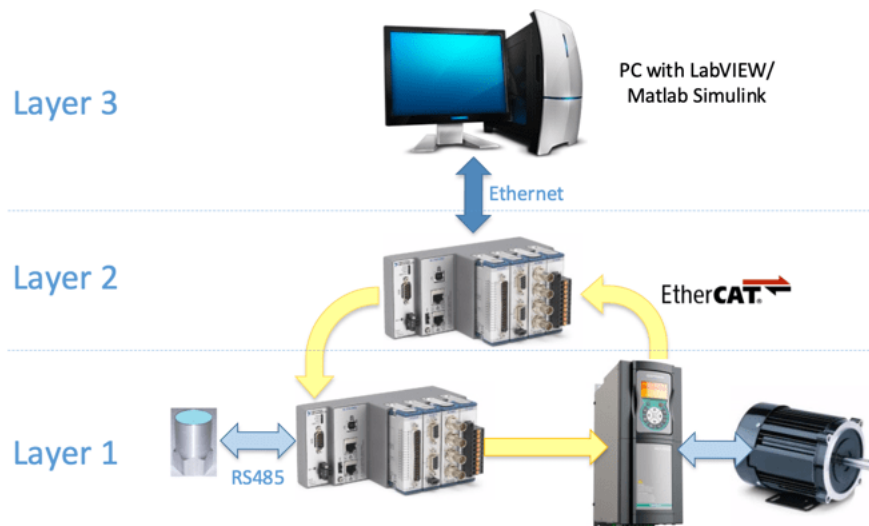 Layer 3
PC with LabVIEW/
Matlab Simulink
Ethernet
Layer 2
EtherCAT®
Layer 1
RS485